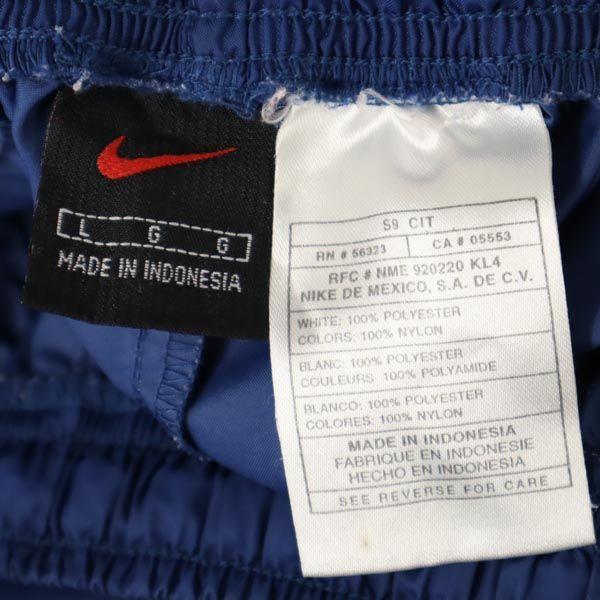 L G G
MADE IN INDONESIA
S9 CIT
RN # 56323 CA # 05553
RFC # NME 920220 KL4
NIKE DE MEXICO, S.A. DE C.V.
WHITE: 100% POLYESTER
COLORS: 100% NYLON
BLANC: 100% POLYESTER
COULEURS 100% POLYAMIDE
BLANCO: 100% POLYESTER
COLORES: 100% NYLON
MADE IN INDONESIA
FABRIQUE EN INDONESIE
HECHO EN INDONESIA
SEE REVERSE FOR CARE